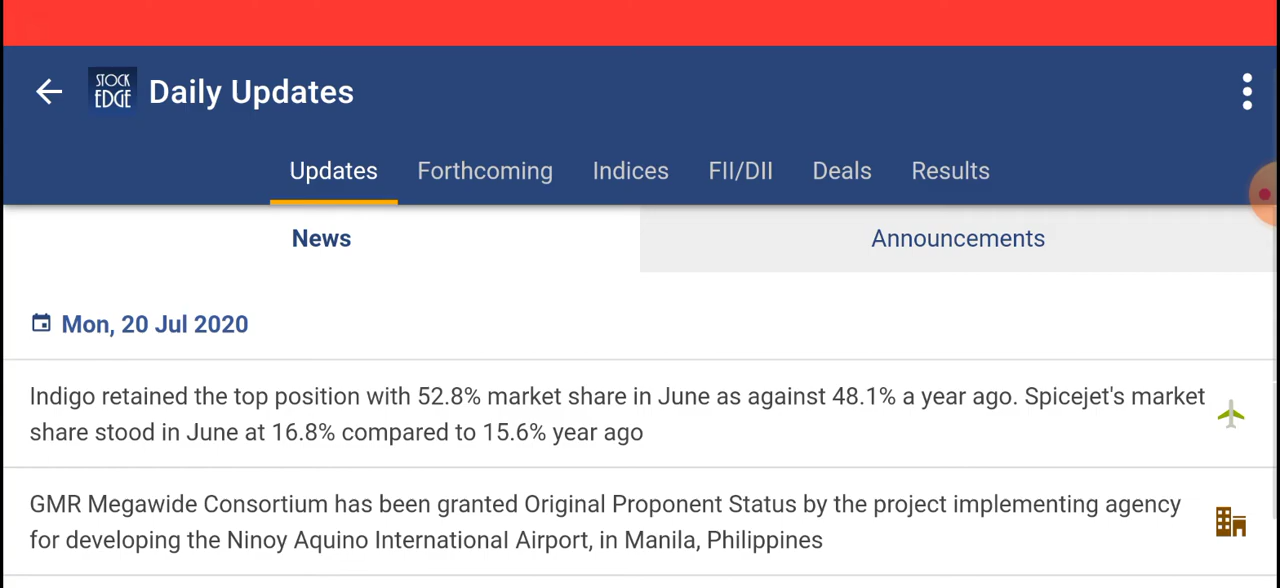 STOCK
EDGE
Daily Updates
Updates Forthcoming Indices FII/DII Deals Results
News Announcements
Mon, 20 Jul 2020
Indigo retained the top position with 52.8% market share in June as against 48.1% a year ago. Spicejet's market
share stood in June at 16.8% compared to 15.6% year ago
GMR Megawide Consortium has been granted Original Proponent Status by the project implementing agency
for developing the Ninoy Aquino International Airport, in Manila, Philippines